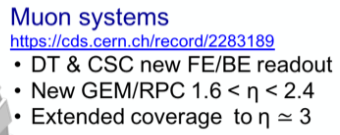 Muon systems
https://cds.cern.ch/record/2283189
• DT & CSC new FE/BE readout
• New GEM/RPC 1.6 < η < 2.4
• Extended coverage to η ≃ 3